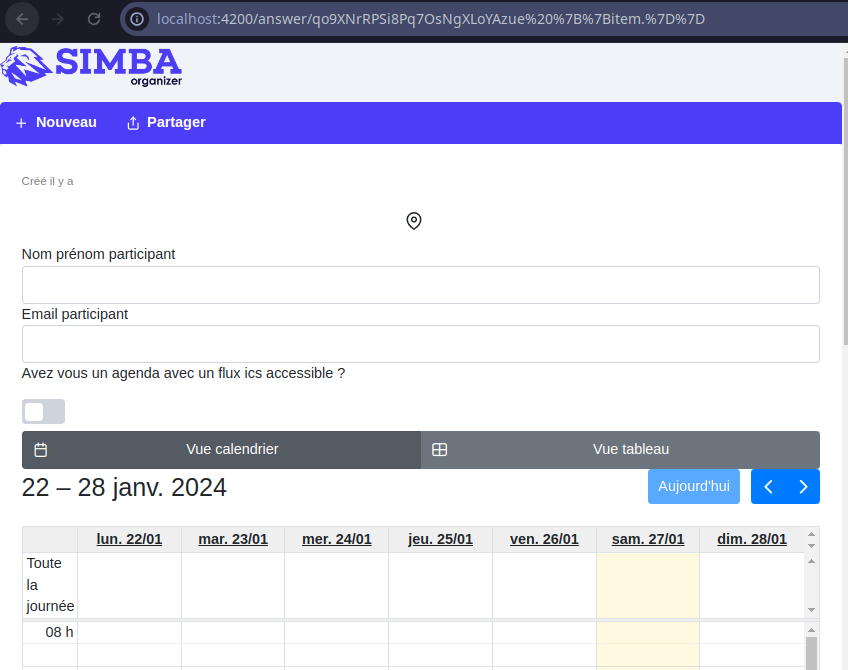 localhost:4200/answer/qo9XNrRPSi8Pq7OsNgXLoYAzue%20%7B%7Bitem.%7D%7D
SIMBA
organizer
Nouveau Partager
Créé il y a
Nom prénom participant
Email participant
Avez vous un agenda avec un flux ics accessible ?
Vue calendrier Vue tableau
22 – 28 janv. 2024 Aujourd'hui
lun. 22/01 mar. 23/01 mer. 24/01 jeu. 25/01 ven. 26/01 sam. 27/01 dim. 28/01
Toute
la
journée
08 h